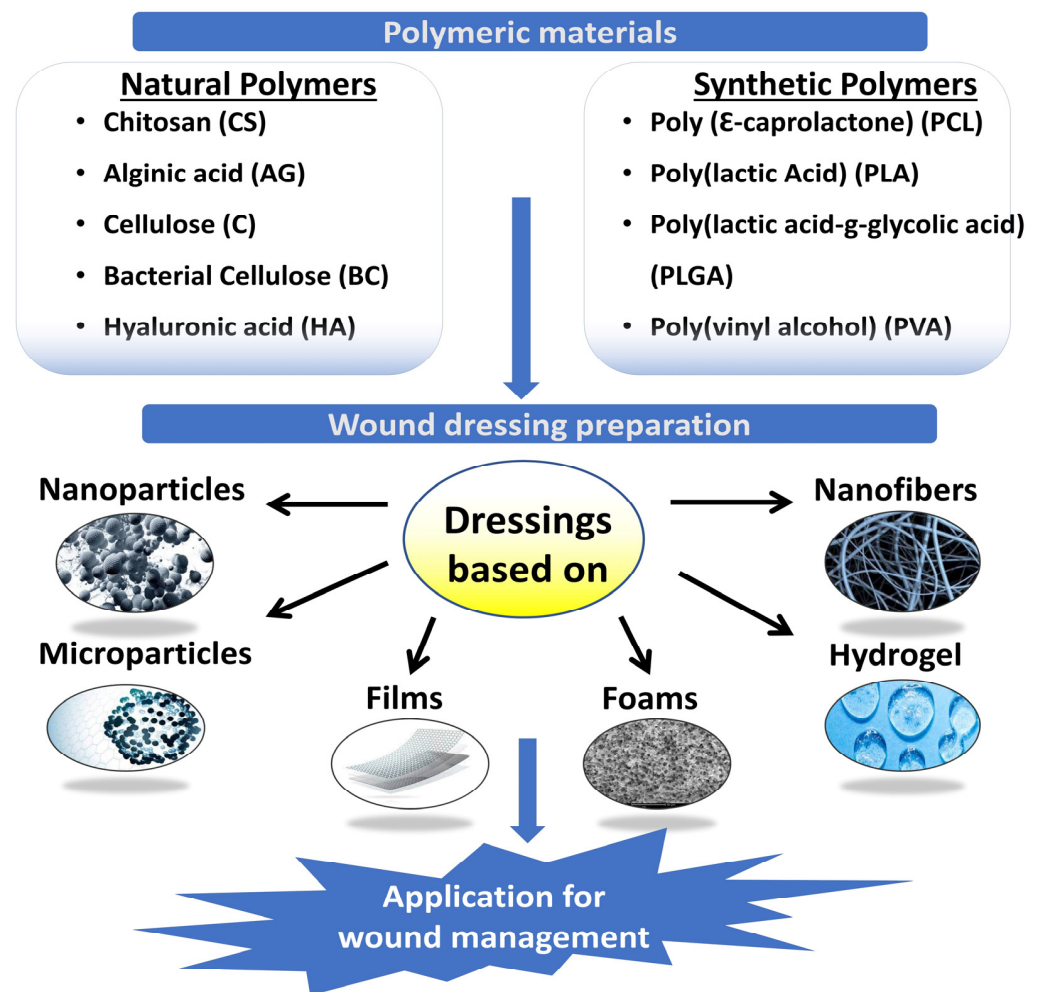 Polymeric materials
Natural Polymers
• Chitosan (CS)
• Alginic acid (AG)
• Cellulose (C)
• Bacterial Cellulose (BC)
• Hyaluronic acid (HA)
Synthetic Polymers
• Poly (Ɛ-caprolactone) (PCL)
• Poly(lactic Acid) (PLA)
• Poly(lactic acid-g-glycolic acid)
(PLGA)
• Poly(vinyl alcohol) (PVA)
Wound dressing preparation
Dressings
based on
Nanoparticles
Microparticles
Films
Foams
Nanofibers
Hydrogel
Application for
wound management